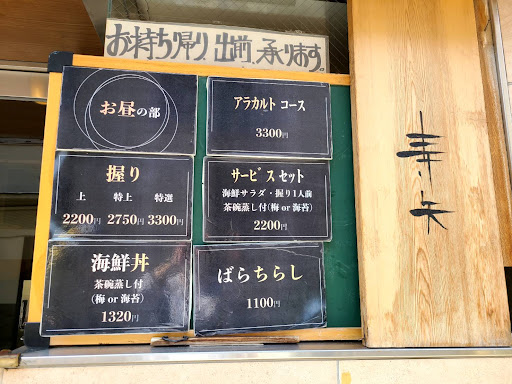 お持ち帰り、出前、承ります。
お昼の部
握り
上 特上 特選
2200円 2750円 3300円
海鮮丼
茶碗蒸し付
(梅 or 海苔)
1320円
アラカルト コース
3300円
サービスセット
海鮮サラダ・握り1人前
茶碗蒸し付(梅 or 海苔)
2200円
ばらちらし
1100円